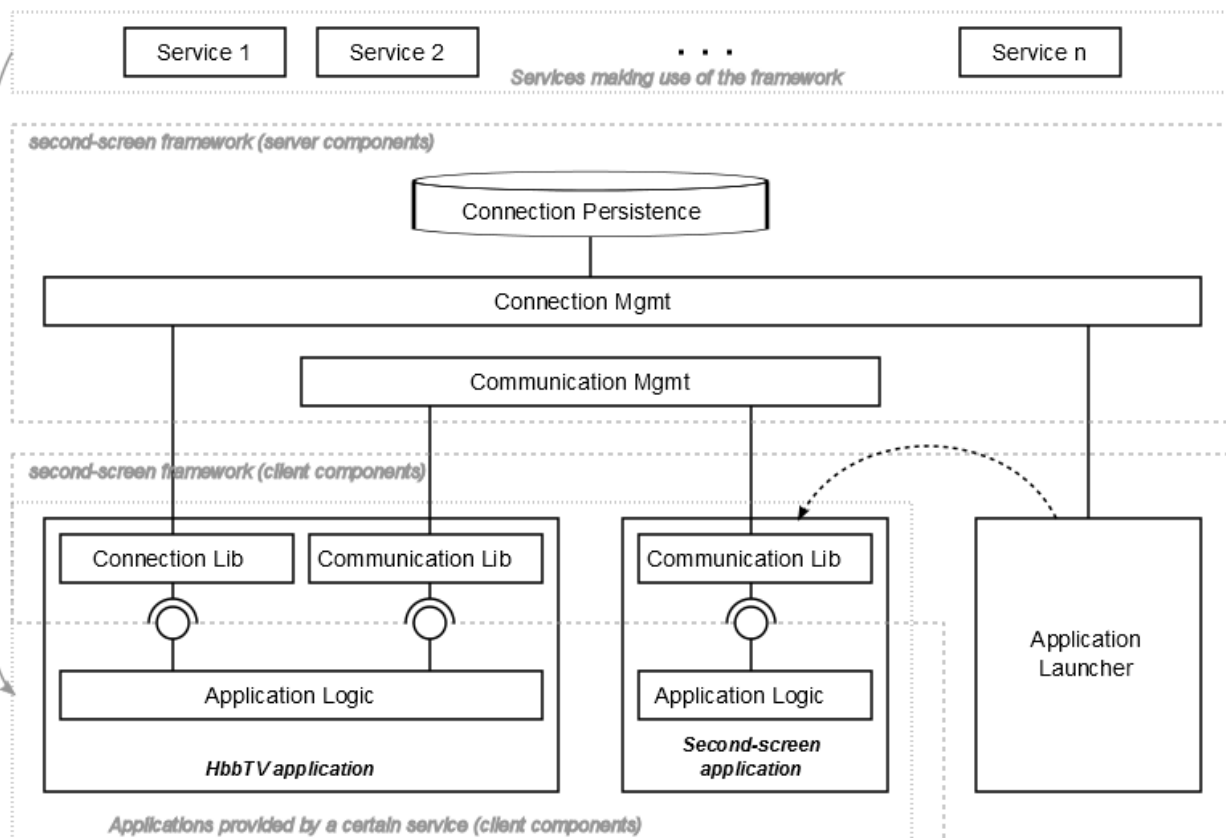 Service 1
Service 2
. . .
Service n
Services making use of the framework
second-screen framework (server components)
Connection Persistence
Connection Mgmt
Communication Mgmt
second-screen framework (client components)
Connection Lib
Communication Lib
Communication Lib
Application
Launcher
Application Logic
Application Logic
HbbTV application
Second-screen
application
Applications provided by a certain service (client components)